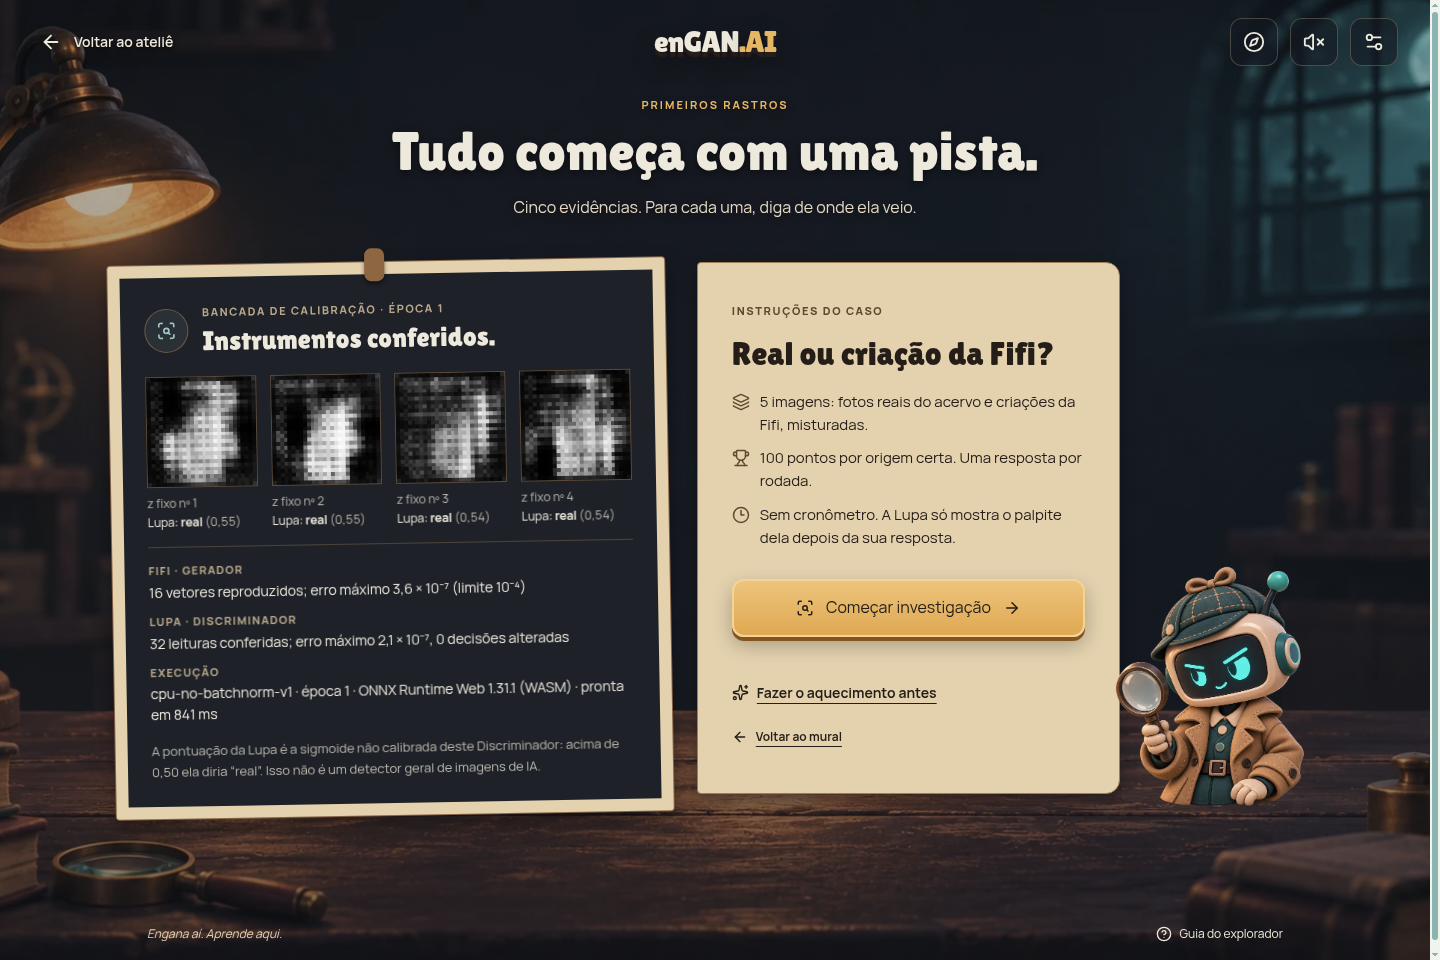 Voltar ao ateliê
enGAN.AI
PRIMEIROS RASTROS
Tudo começa com uma pista.
Cinco evidências. Para cada uma, diga de onde ela veio.
BANCADA DE CALIBRAÇÃO · ÉPOCA 1
Instrumentos conferidos.
z fixo nº 1
Lupa: real (0,55)
z fixo nº 2
Lupa: real (0,55)
z fixo nº 3
Lupa: real (0,54)
z fixo nº 4
Lupa: real (0,54)
FIFI · GERADOR
16 vetores reproduzidos; erro máximo 3,6 × 10⁻⁷ (limite 10⁻⁴)
LUPA · DISCRIMINADOR
32 leituras conferidas; erro máximo 2,1 × 10⁻⁷, 0 decisões alteradas
EXECUÇÃO
cpu-no-batchnorm-v1 · época 1 · ONNX Runtime Web 1.31.1 (WASM) · pronta
em 841 ms
A pontuação da Lupa é a sigmoide não calibrada deste Discriminador: acima de
0,50 ela diria “real”. Isso não é um detector geral de imagens de IA.
INSTRUÇÕES DO CASO
Real ou criação da Fifi?
5 imagens: fotos reais do acervo e criações da
Fifi, misturadas.
100 pontos por origem certa. Uma resposta por
rodada.
Sem cronômetro. A Lupa só mostra o palpite
dela depois da sua resposta.
Começar investigação
Fazer o aquecimento antes
Voltar ao mural
Engana aí. Aprende aqui.
Guia do explorador